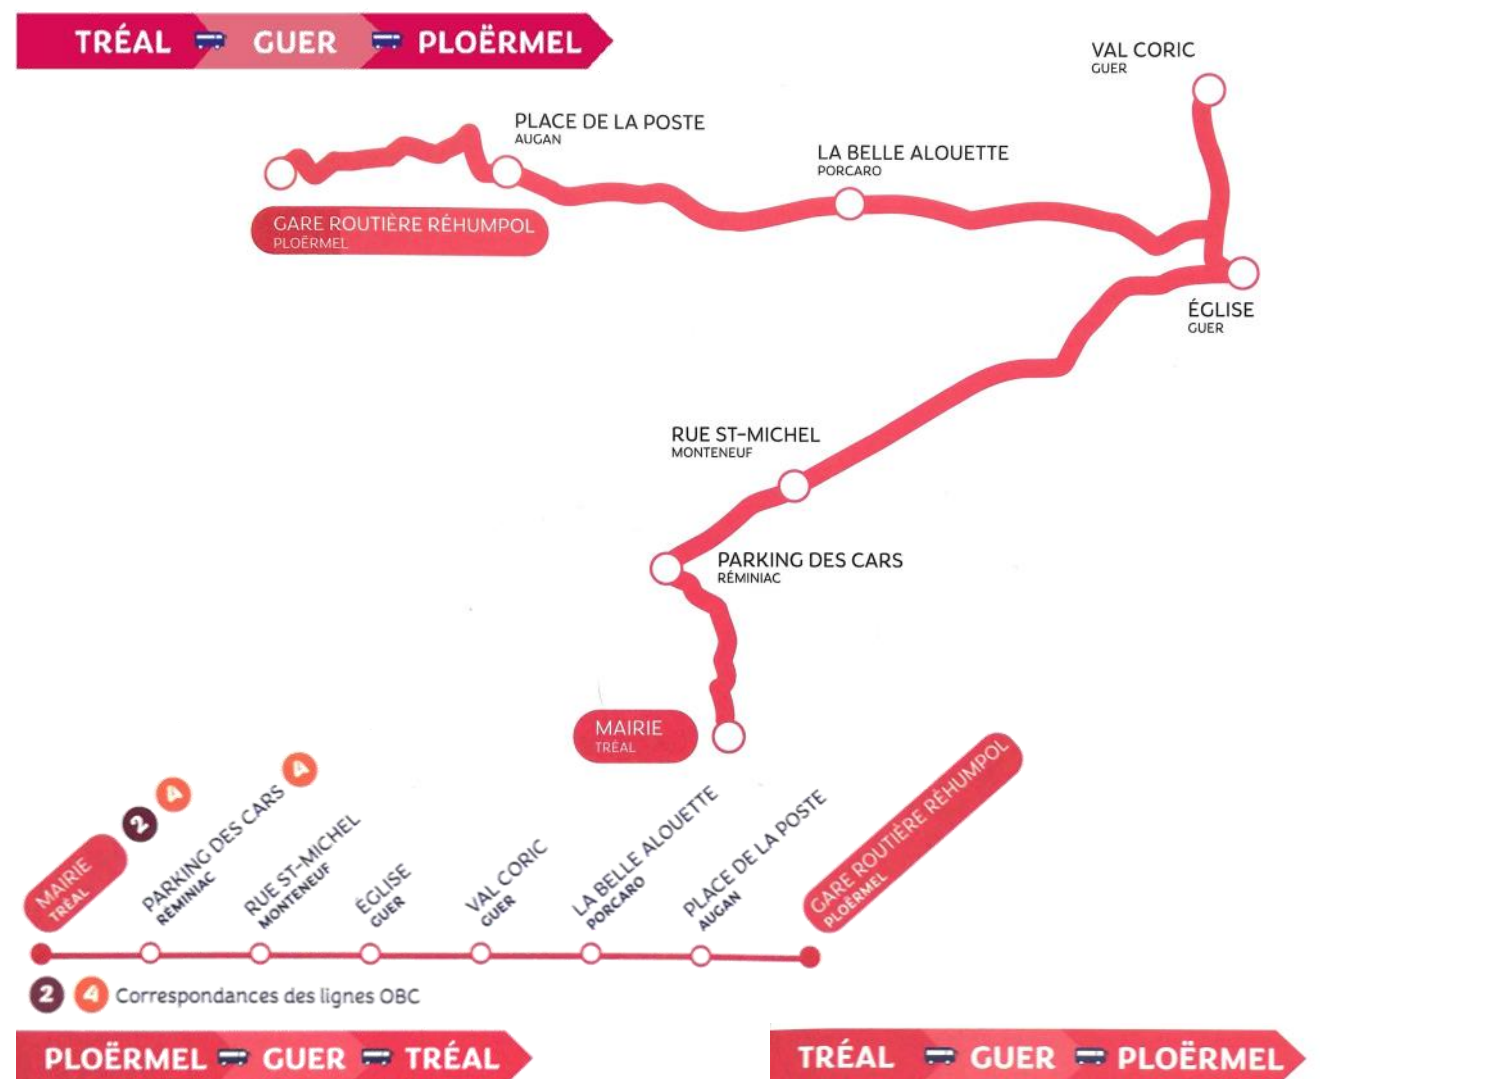 TRÉAL GUER PLOËRMEL
VAL CORIC
GUER
PLACE DE LA POSTE
AUGAN
LA BELLE ALOUETTE
PORCARO
GARE ROUTIÈRE RÉHUMPOL
PLOËRMEL
ÉGLISE
GUER
RUE ST-MICHEL
MONTENEUF
PARKING DES CARS
RÉMINIAC
MAIRIE
TRÉAL
MAIRIE
TRÉAL
2 4
PARKING DES CARS 4
RÉMINIAC
RUE ST-MICHEL
MONTENEUF
ÉGLISE
GUER
VAL CORIC
GUER
LA BELLE ALOUETTE
PORCARO
PLACE DE LA POSTE
AUGAN
GARE ROUTIÈRE RÉHUMPOL
PLOËRMEL
2 4 Correspondances des lignes OBC
PLOËRMEL GUER TRÉAL
TRÉAL GUER PLOËRMEL